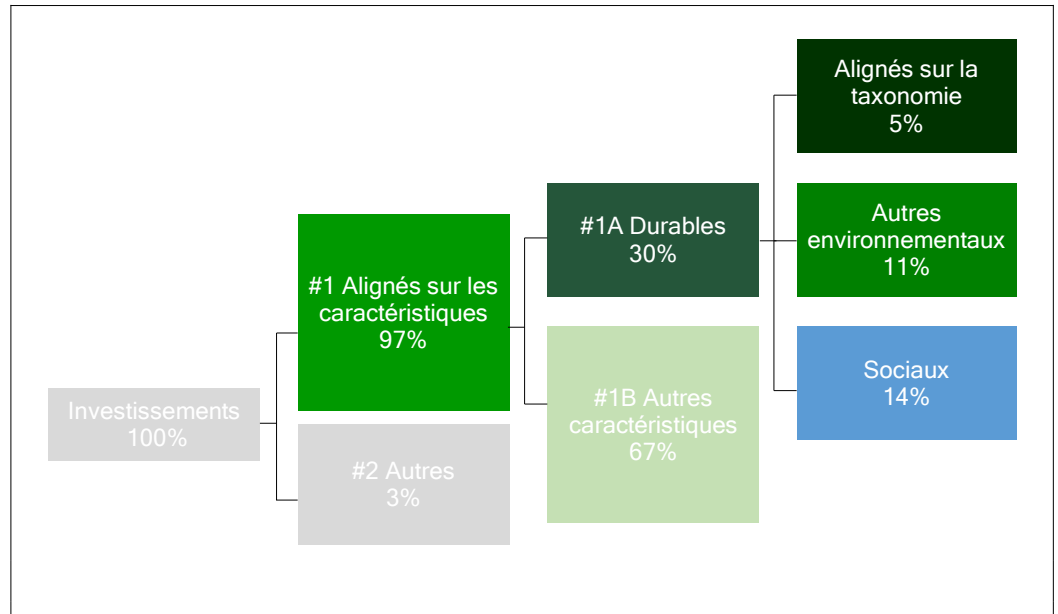 Investissements
100%
#1 Alignés sur les
caractéristiques
97%
#2 Autres
3%
#1A Durables
30%
#1B Autres
caractéristiques
67%
Alignés sur la
taxonomie
5%
Autres
environnementaux
11%
Sociaux
14%